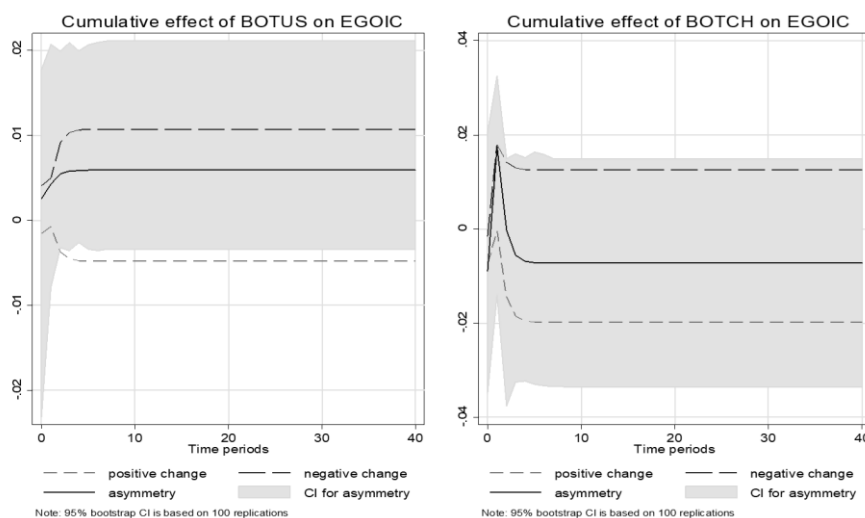 Cumulative effect of BOTUS on EGOIC
.02
.01
0
-.01
-.02
0
10
20
30
40
Time periods
positive change
negative change
asymmetry
CI for asymmetry
Note: 95% bootstrap CI is based on 100 replications
Cumulative effect of BOTCH on EGOIC
.04
.02
0
-.02
-.04
0
10
20
30
40
Time periods
positive change
negative change
asymmetry
CI for asymmetry
Note: 95% bootstrap CI is based on 100 replications